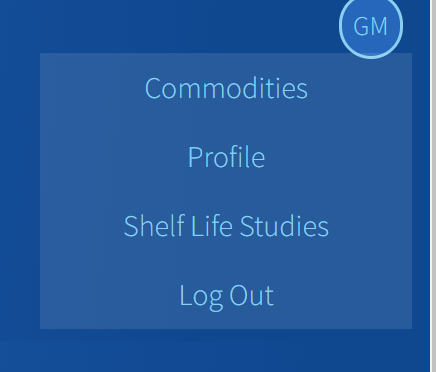 GM
Commodities
Profile
Shelf Life Studies
Log Out